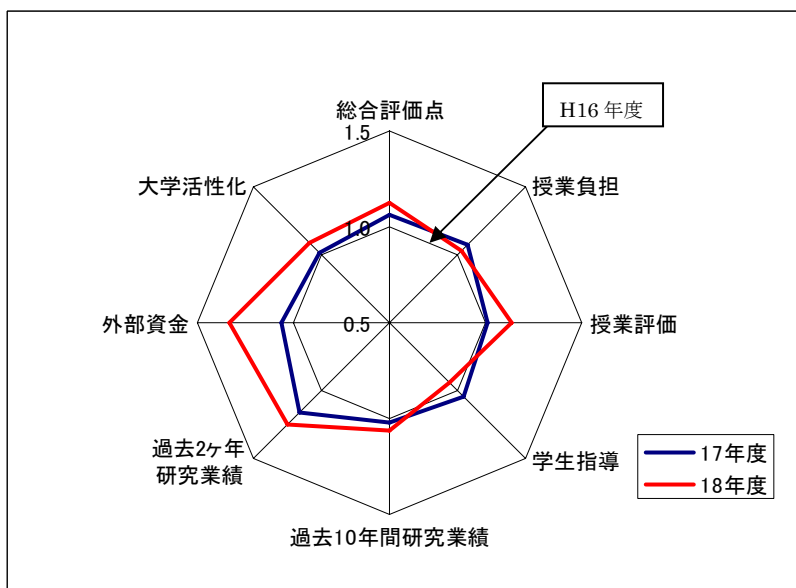 H16年度
総合評価点
1.5
大学活性化
授業負担
1.0
外部資金
0.5
授業評価
過去2ヶ年
研究業績
学生指導
17年度
18年度
過去10年間研究業績